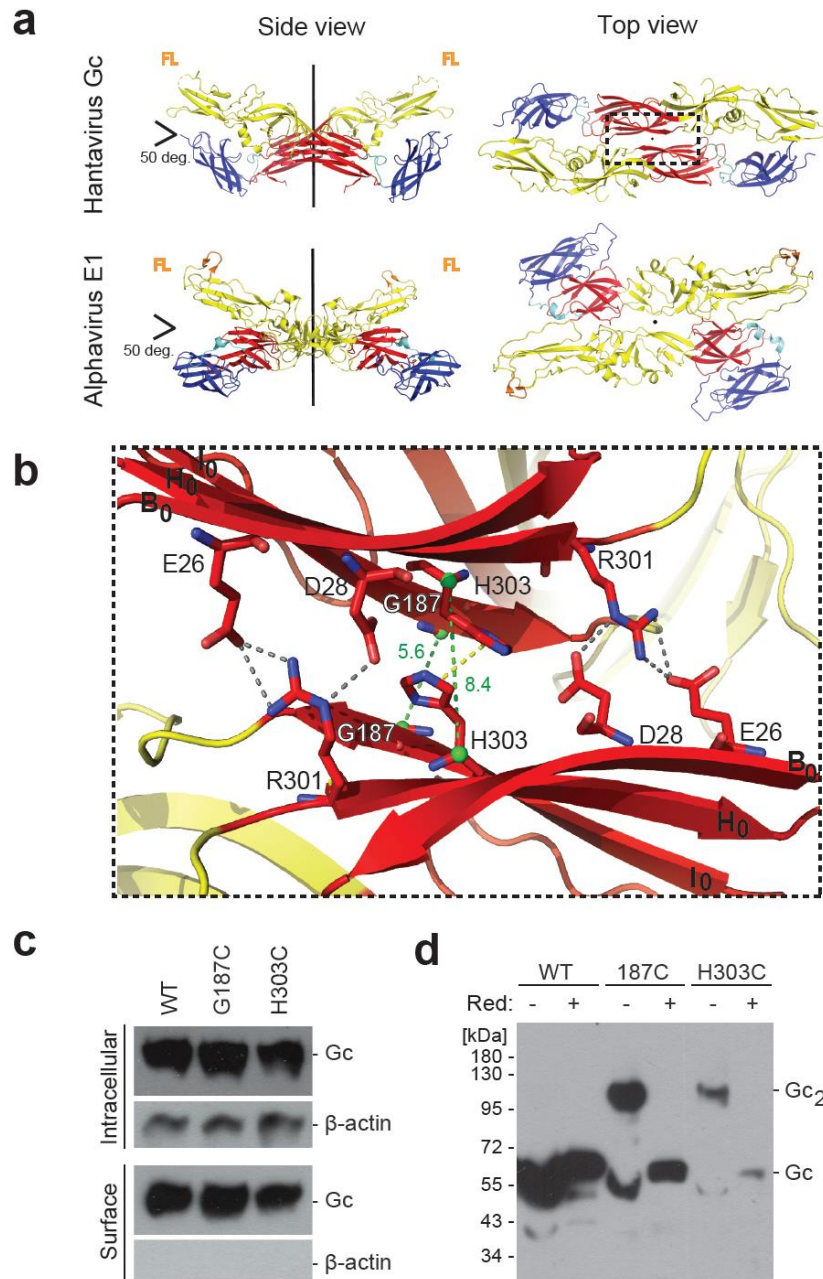 a
Side view
Top view
Hantavirus Gc
FL
FL
50 deg.
Alphavirus E1
FL
FL
50 deg.
b
I₀
H₀
B₀
E26
D28
G187
H303
R301
5.6
8.4
G187
H303
R301
D28
E26
B₀
H₀
I₀
c
WT
G187C
H303C
Intracellular
Gc
β-actin
Surface
Gc
β-actin
d
WT 187C H303C
Red: - + - + - +
[kDa]
180 -
130 -
95 -
72 -
55 -
43 -
34 -
- Gc₂
- Gc